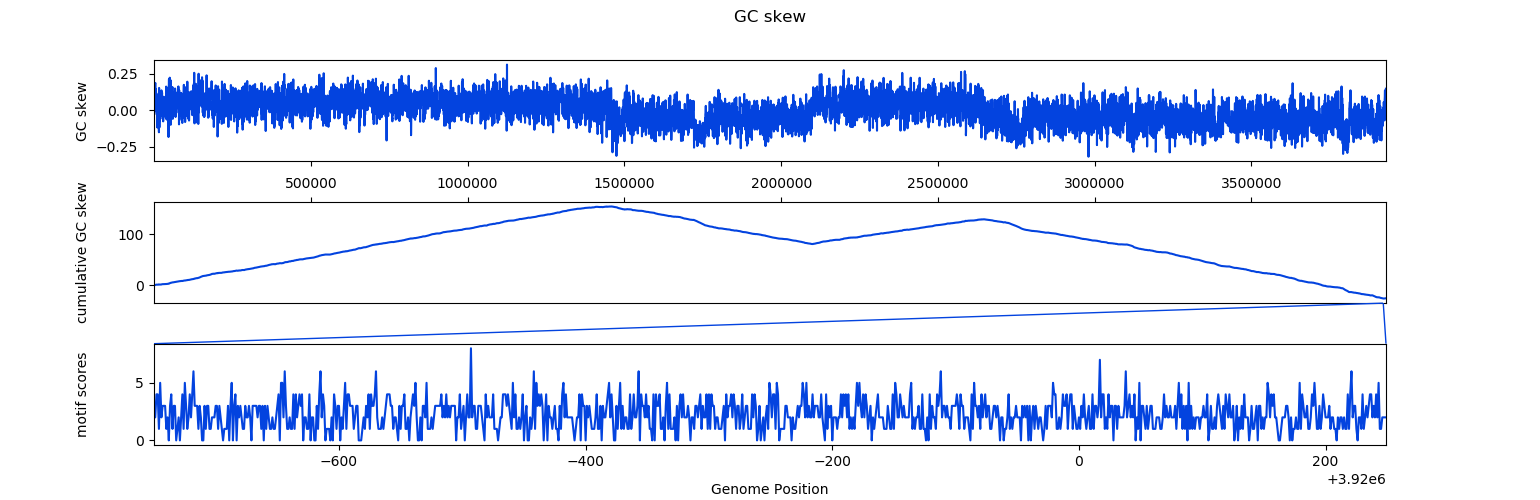 GC skew
GC skew
0.25
0.00
−0.25
500000 1000000 1500000 2000000 2500000 3000000 3500000
cumulative GC skew
100
0
motif scores
5
0
−600 −400 −200 0 200
+3.92e6
Genome Position